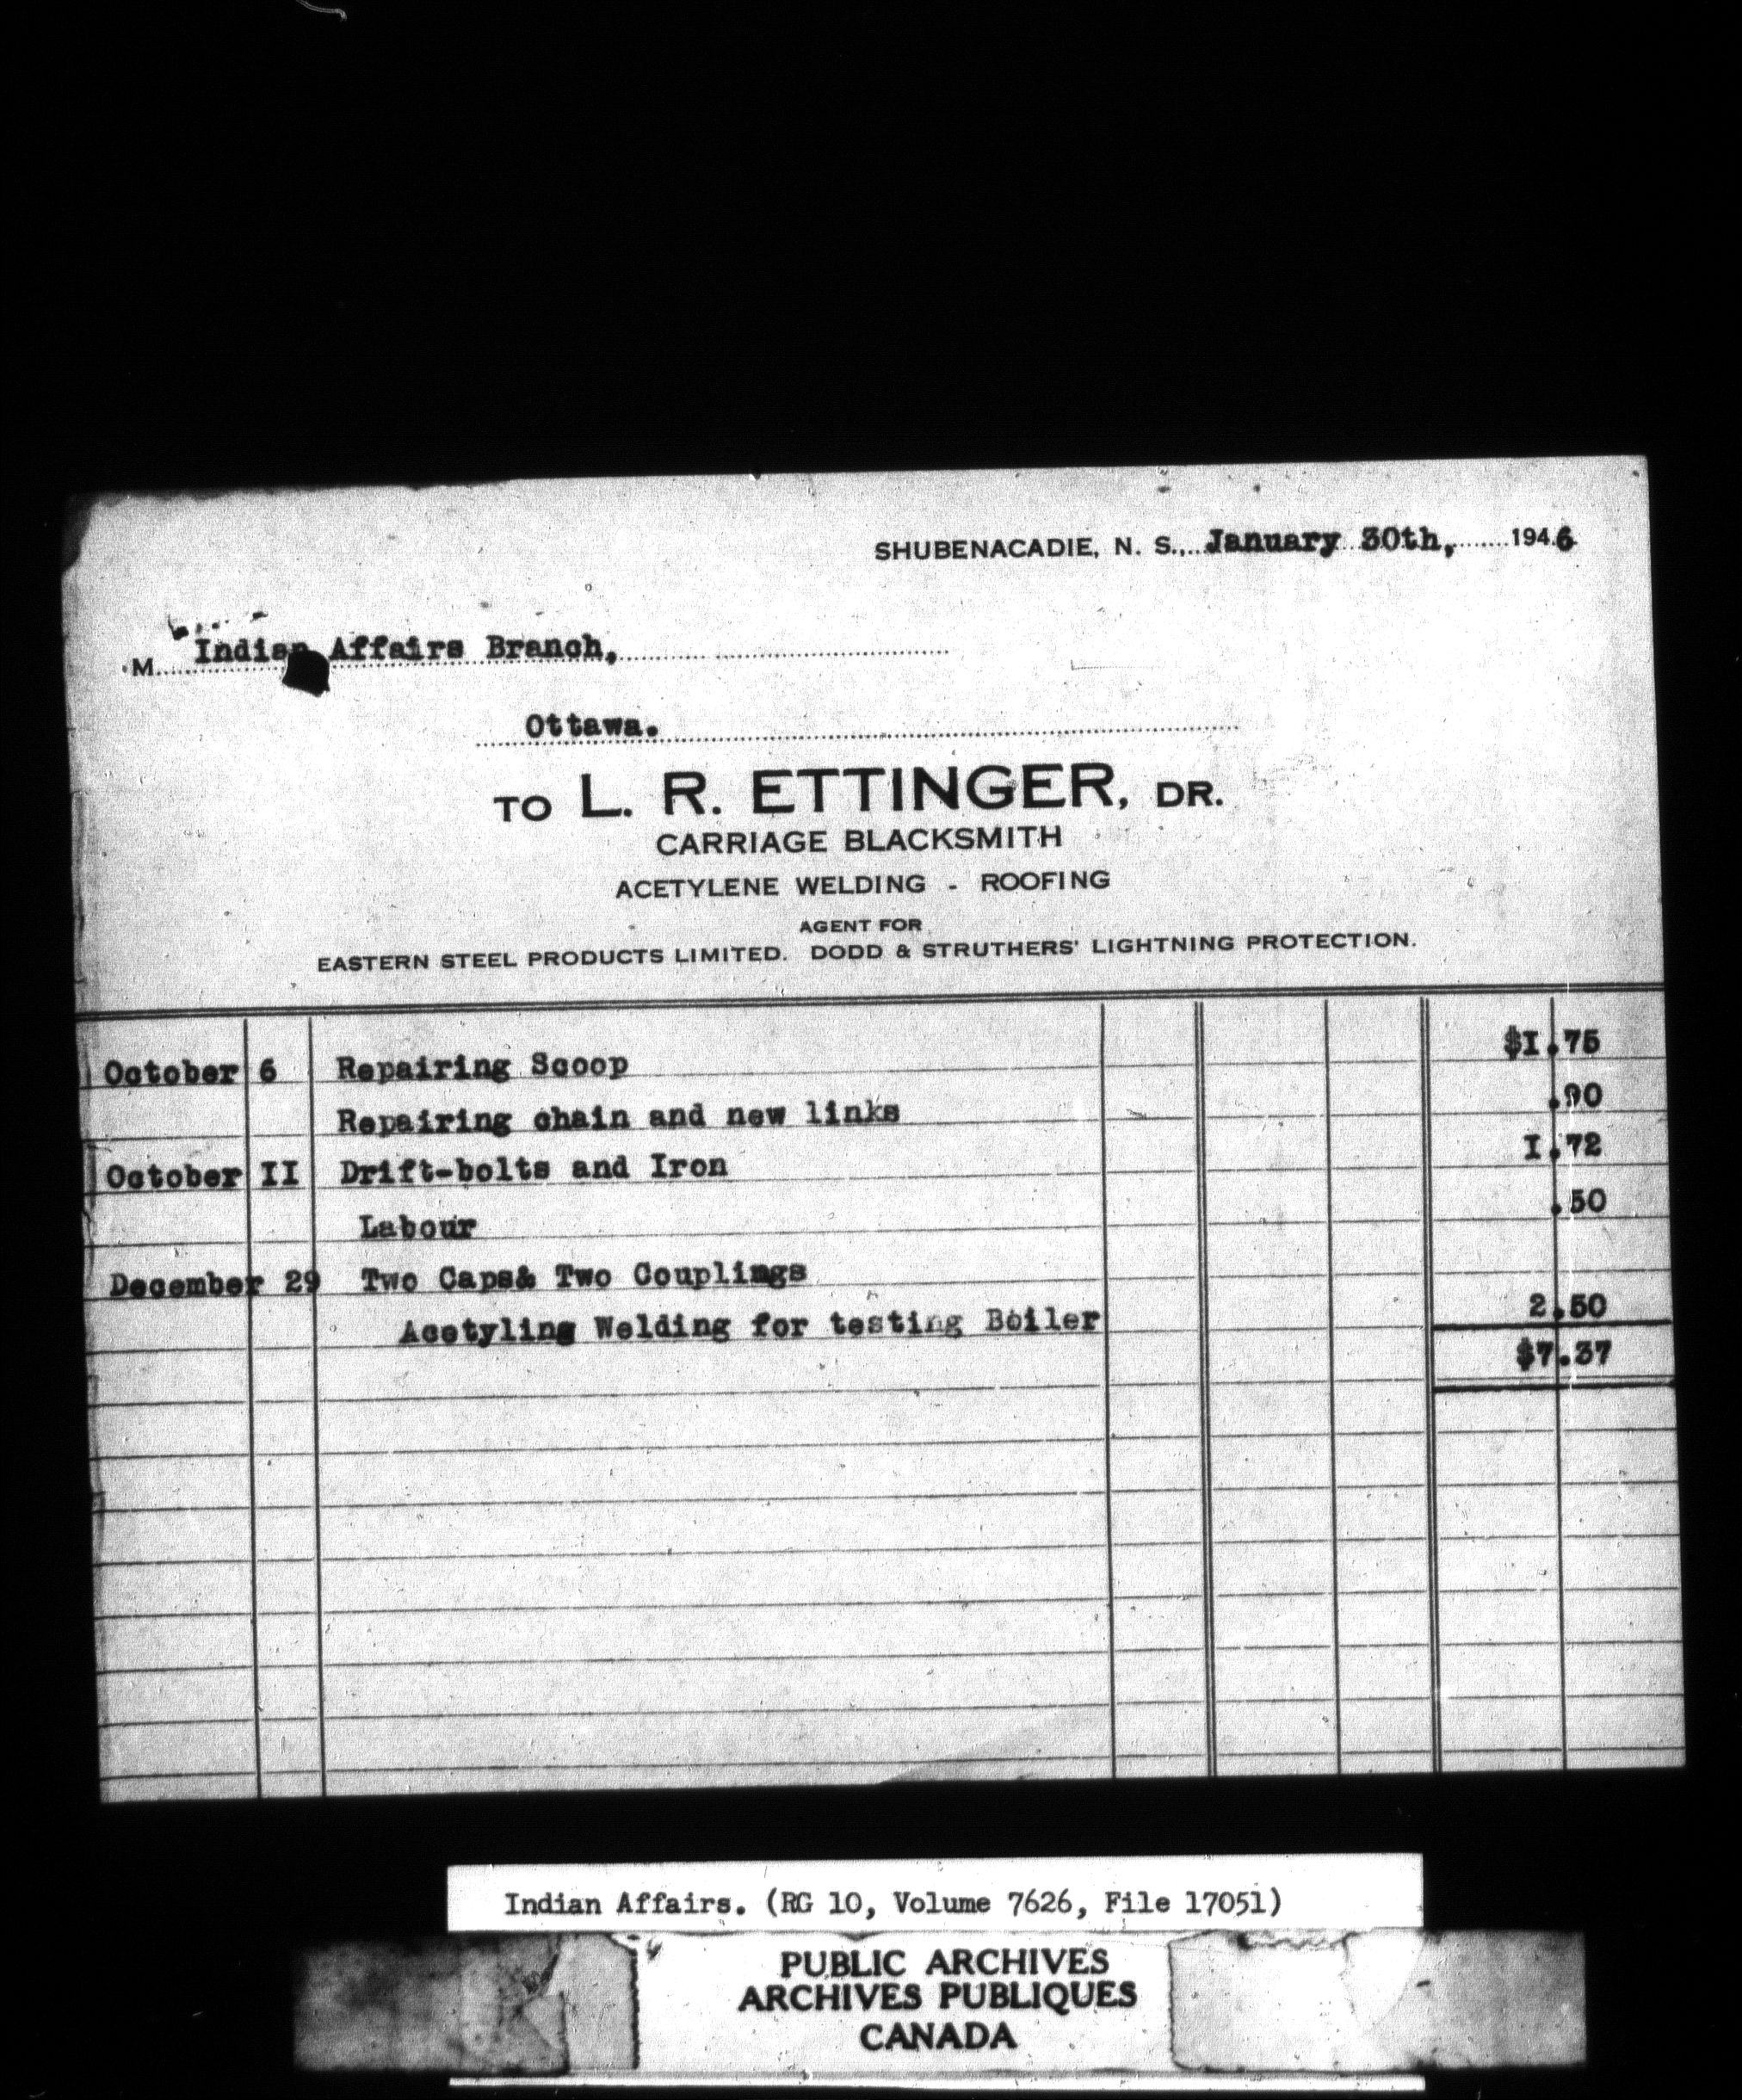 SHUBENACADIE, N. S., January 30th, 1946
M Indian Affairs Branch,
Ottawa.
TO L. R. ETTINGER, DR.
CARRIAGE BLACKSMITH
ACETYLENE WELDING - ROOFING
AGENT FOR
EASTERN STEEL PRODUCTS LIMITED. DODD & STRUTHERS' LIGHTNING PROTECTION.
October 6 Repairing Scoop $I.75
Repairing chain and new links .90
October II Drift-bolts and Iron I.72
Labour .50
December 29 Two Caps& Two Couplings
Acetyling Welding for testing Boiler 2.50
$7.37
Indian Affairs. (RG 10, Volume 7626, File 17051)
PUBLIC ARCHIVES
ARCHIVES PUBLIQUES
CANADA